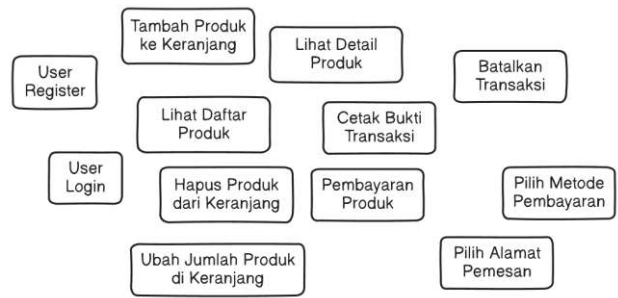 Tambah Produk
ke Keranjang
Lihat Detail
Produk
User
Register
Batalkan
Transaksi
Lihat Daftar
Produk
Cetak Bukti
Transaksi
User
Login
Hapus Produk
dari Keranjang
Pembayaran
Produk
Pilih Metode
Pembayaran
Ubah Jumlah Produk
di Keranjang
Pilih Alamat
Pemesan